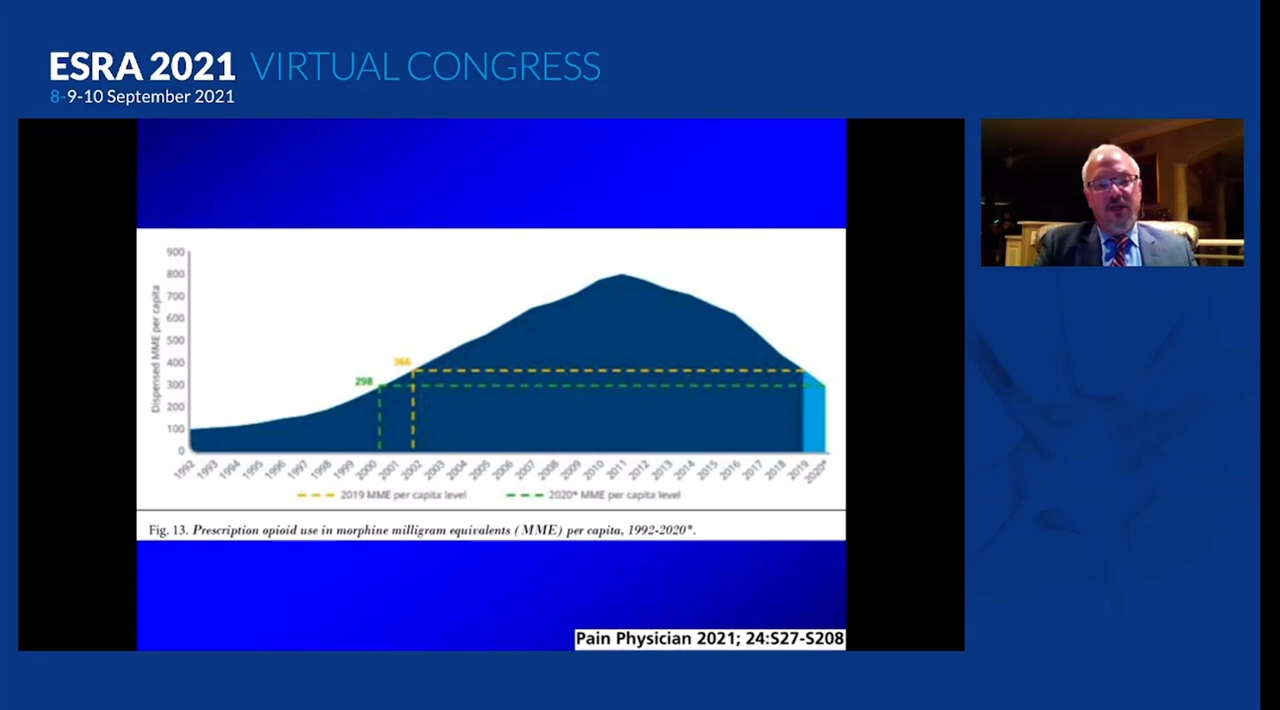 ESRA 2021 VIRTUAL CONGRESS
8-9-10 September 2021
900
800
700
600
500
400
300
200
100
0
Dispensed MME per capita
366
298
1992 1993 1994 1995 1996 1997 1998 1999 2000 2001 2002 2003 2004 2005 2006 2007 2008 2009 2010 2011 2012 2013 2014 2015 2016 2017 2018 2019 2020*
2019 MME per capita level 2020* MME per capita level
Fig. 13. Prescription opioid use in morphine milligram equivalents (MME) per capita, 1992-2020*.
Pain Physician 2021; 24:S27-S208